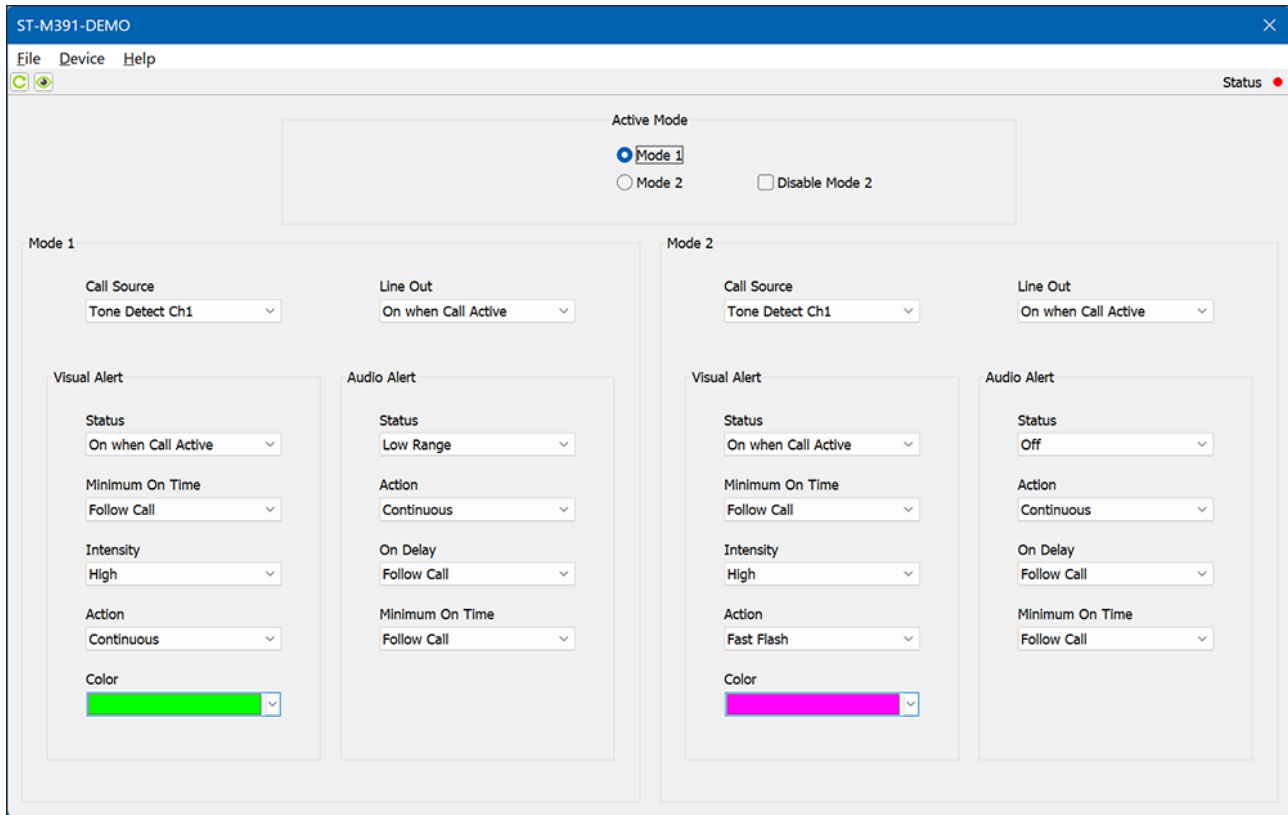 ST-M391-DEMO
File Device Help
Status
Active Mode
Mode 1
Mode 2 Disable Mode 2
Mode 1
Call Source Line Out
Tone Detect Ch1 On when Call Active
Visual Alert Audio Alert
Status Status
On when Call Active Low Range
Minimum On Time Action
Follow Call Continuous
Intensity On Delay
High Follow Call
Action Minimum On Time
Continuous Follow Call
Color
Mode 2
Call Source Line Out
Tone Detect Ch1 On when Call Active
Visual Alert Audio Alert
Status Status
On when Call Active Off
Minimum On Time Action
Follow Call Continuous
Intensity On Delay
High Follow Call
Action Minimum On Time
Fast Flash Follow Call
Color